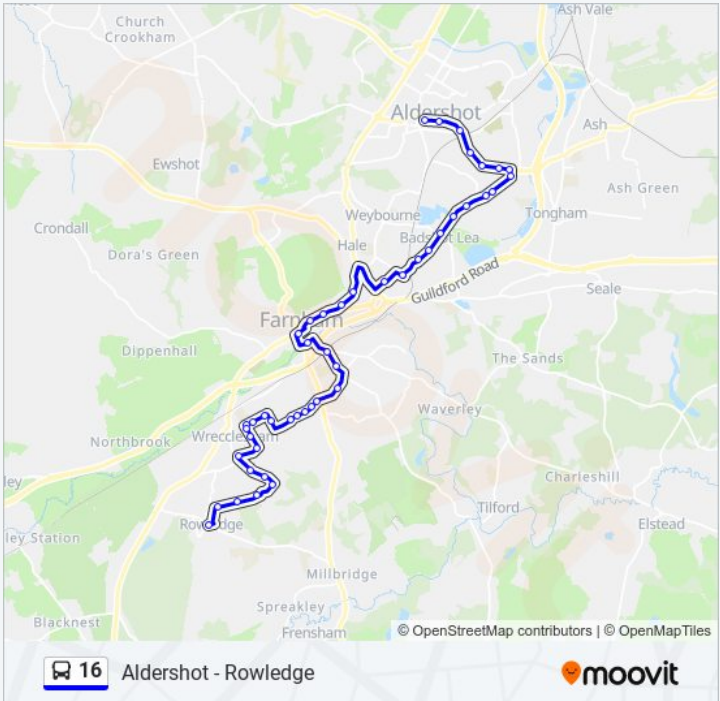 Ash Vale
Church
Crookham
Aldershot
Ash
Ewshot
Ash Green
Weybourne
Tongham
Crondall
Hale
Badshot Lea
Dora's Green
Guildford Road
Seale
Farnham
Dippenhall
The Sands
Waverley
Northbrook
Wrecclesham
ley
Charleshill
Tilford
Rowledge
Elstead
ley Station
Millbridge
Spreakley
Blacknest
Frensham
© OpenStreetMap contributors | © OpenMapTiles
16 Aldershot - Rowledge
moovit